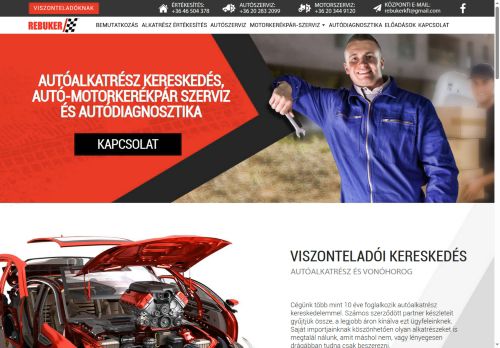 VISZONTELADÓKNAK
ÉRTÉKESÍTÉS:
+36 46 504 378
AUTÓSZERVIZ:
+36 20 283 2099
MOTORSZERVIZ:
+36 20 344 9120
KÖZPONTI E-MAIL:
rebukerkft@gmail.com
REBUKER
BEMUTATKOZÁS ALKATRÉSZ ÉRTÉKESÍTÉS AUTÓSZERVIZ MOTORKERÉKPÁR-SZERVIZ AUTÓDIAGNOSZTIKA ELŐADÁSOK KAPCSOLAT
AUTÓALKATRÉSZ KERESKEDÉS,
AUTÓ-MOTORKERÉKPÁR SZERVIZ
ÉS AUTÓDIAGNOSZTIKA
KAPCSOLAT
VISZONTELADÓI KERESKEDÉS
AUTÓALKATRÉSZ ÉS VONÓHOROG
Cégünk több mint 10 éve foglalkozik autóalkatrész
kereskedelemmel. Számos szerződött partner készleteit
gyűjtjük össze, a legjobb áron kínálva ezt ügyfeleinknek.
Saját importjainknak köszönhetően olyan alkatrészeket is
megtalál nálunk, amit máshol nem, vagy lényegesen
drágábban tudna csak beszerezni.